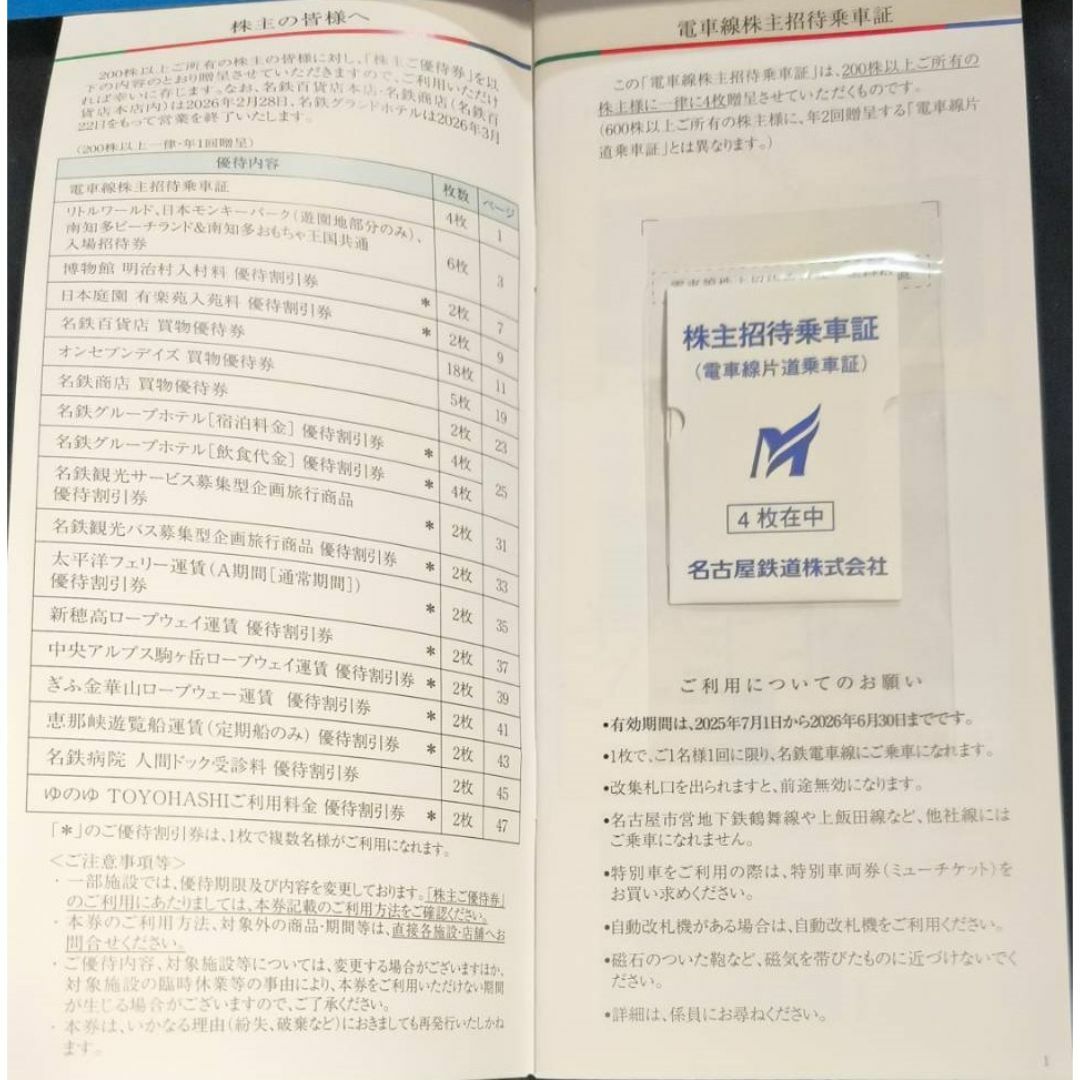 株主の皆様へ
200株以上ご所有の株主の皆様に対し、「株主ご優待券」を以
下の内容のとおり贈呈させていただきますので、ご利用いただけ
れば幸いに存じます。なお、名鉄百貨店本店・名鉄商店(名鉄百
貨店本店内)は2026年2月28日、名鉄グランドホテルは2026年3月
22日をもって営業を終了いたします。
(200株以上一律・年1回贈呈)
優待内容 枚数 ページ
電車線株主招待乗車証 4枚 1
リトルワールド、日本モンキーパーク(遊園地部分のみ)、
南知多ビーチランド&南知多おもちゃ王国共通
入場招待券 6枚 3
博物館 明治村入村料 優待割引券 * 2枚 7
日本庭園 有楽苑入苑料 優待割引券 * 2枚 9
名鉄百貨店 買物優待券 18枚 11
オンセブンデイズ 買物優待券 5枚 19
名鉄商店 買物優待券 2枚 23
名鉄グループホテル[宿泊料金] 優待割引券 * 4枚 25
名鉄グループホテル[飲食代金] 優待割引券 * 4枚
名鉄観光サービス募集型企画旅行商品
優待割引券 * 2枚 31
名鉄観光バス募集型企画旅行商品 優待割引券 * 2枚 33
太平洋フェリー運賃(A期間[通常期間])
優待割引券 * 2枚 35
新穂高ロープウェイ運賃 優待割引券 * 2枚 37
中央アルプス駒ヶ岳ロープウェイ運賃 優待割引券 * 2枚 39
ぎふ金華山ロープウェー運賃 優待割引券 * 2枚 41
恵那峡遊覧船運賃(定期船のみ) 優待割引券 * 2枚 43
名鉄病院 人間ドック受診料 優待割引券 2枚 45
ゆのゆ TOYOHASHIご利用料金 優待割引券 * 2枚 47
「*」のご優待割引券は、1枚で複数名様がご利用になれます。
<ご注意事項等>
・一部施設では、優待期限及び内容を変更しております。「株主ご優待券」
のご利用にあたりましては、本券記載のご利用方法をご確認ください。
・本券のご利用方法、対象外の商品・期間等は、直接各施設・店舗へお
問合せください。
・ご優待内容、対象施設等については、変更する場合がございますほか、
対象施設の臨時休業等の事由により、本券をご利用いただけない期間
が生じる場合がございますので、ご了承ください。
・本券は、いかなる理由(紛失、破棄など)におきましても再発行いたしかね
ます。
電車線株主招待乗車証
この「電車線株主招待乗車証」は、200株以上ご所有の
株主様に一律に4枚贈呈させていただくものです。
(600株以上ご所有の株主様に、年2回贈呈する「電車線片
道乗車証」とは異なります。)
株主招待乗車証
(電車線片道乗車証)
4枚在中
名古屋鉄道株式会社
ご利用についてのお願い
•有効期間は、2025年7月1日から2026年6月30日までです。
•1枚で、ご1名様1回に限り、名鉄電車線にご乗車になれます。
•改集札口を出られますと、前途無効になります。
•名古屋市営地下鉄鶴舞線や上飯田線など、他社線には
ご乗車になれません。
•特別車をご利用の際は、特別車両券(ミューチケット)を
お買い求めください。
•自動改札機がある場合は、自動改札機をご利用ください。
•磁石のついた鞄など、磁気を帯びたものに近づけないでく
ださい。
•詳細は、係員にお尋ねください。
1